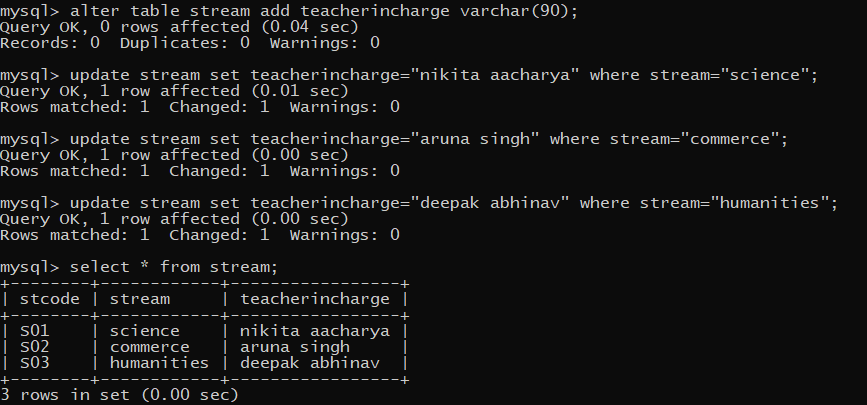 mysql> alter table stream add teacherincharge varchar(90);
Query OK, 0 rows affected (0.04 sec)
Records: 0  Duplicates: 0  Warnings: 0

mysql> update stream set teacherincharge="nikita aacharya" where stream="science";
Query OK, 1 row affected (0.01 sec)
Rows matched: 1  Changed: 1  Warnings: 0

mysql> update stream set teacherincharge="aruna singh" where stream="commerce";
Query OK, 1 row affected (0.00 sec)
Rows matched: 1  Changed: 1  Warnings: 0

mysql> update stream set teacherincharge="deepak abhinav" where stream="humanities";
Query OK, 1 row affected (0.00 sec)
Rows matched: 1  Changed: 1  Warnings: 0

mysql> select * from stream;
+--------+------------+-----------------+
| stcode | stream     | teacherincharge |
+--------+------------+-----------------+
| S01    | science    | nikita aacharya |
| S02    | commerce   | aruna singh     |
| S03    | humanities | deepak abhinav  |
+--------+------------+-----------------+
3 rows in set (0.00 sec)